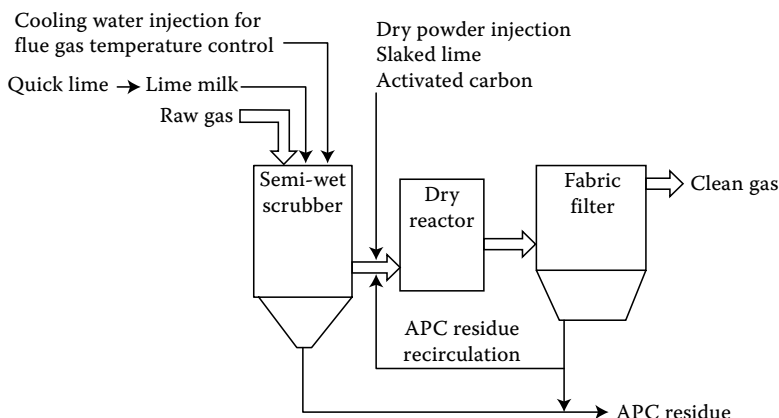 Cooling water injection for
flue gas temperature control
Quick lime
Lime milk
Raw gas
Dry powder injection
Slaked lime
Activated carbon
Semi-wet
scrubber
Dry
reactor
Fabric
filter
Clean gas
APC residue
recirculation
APC residue